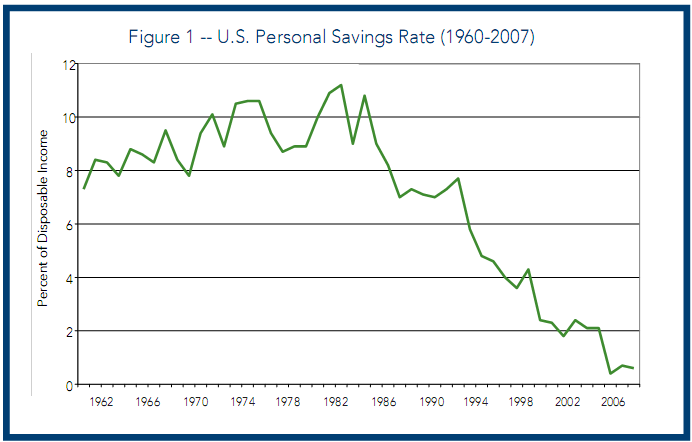 Figure 1 -- U.S. Personal Savings Rate (1960-2007)
Percent of Disposable Income
12
10
8
6
4
2
0
1962 1966 1970 1974 1978 1982 1986 1990 1994 1998 2002 2006